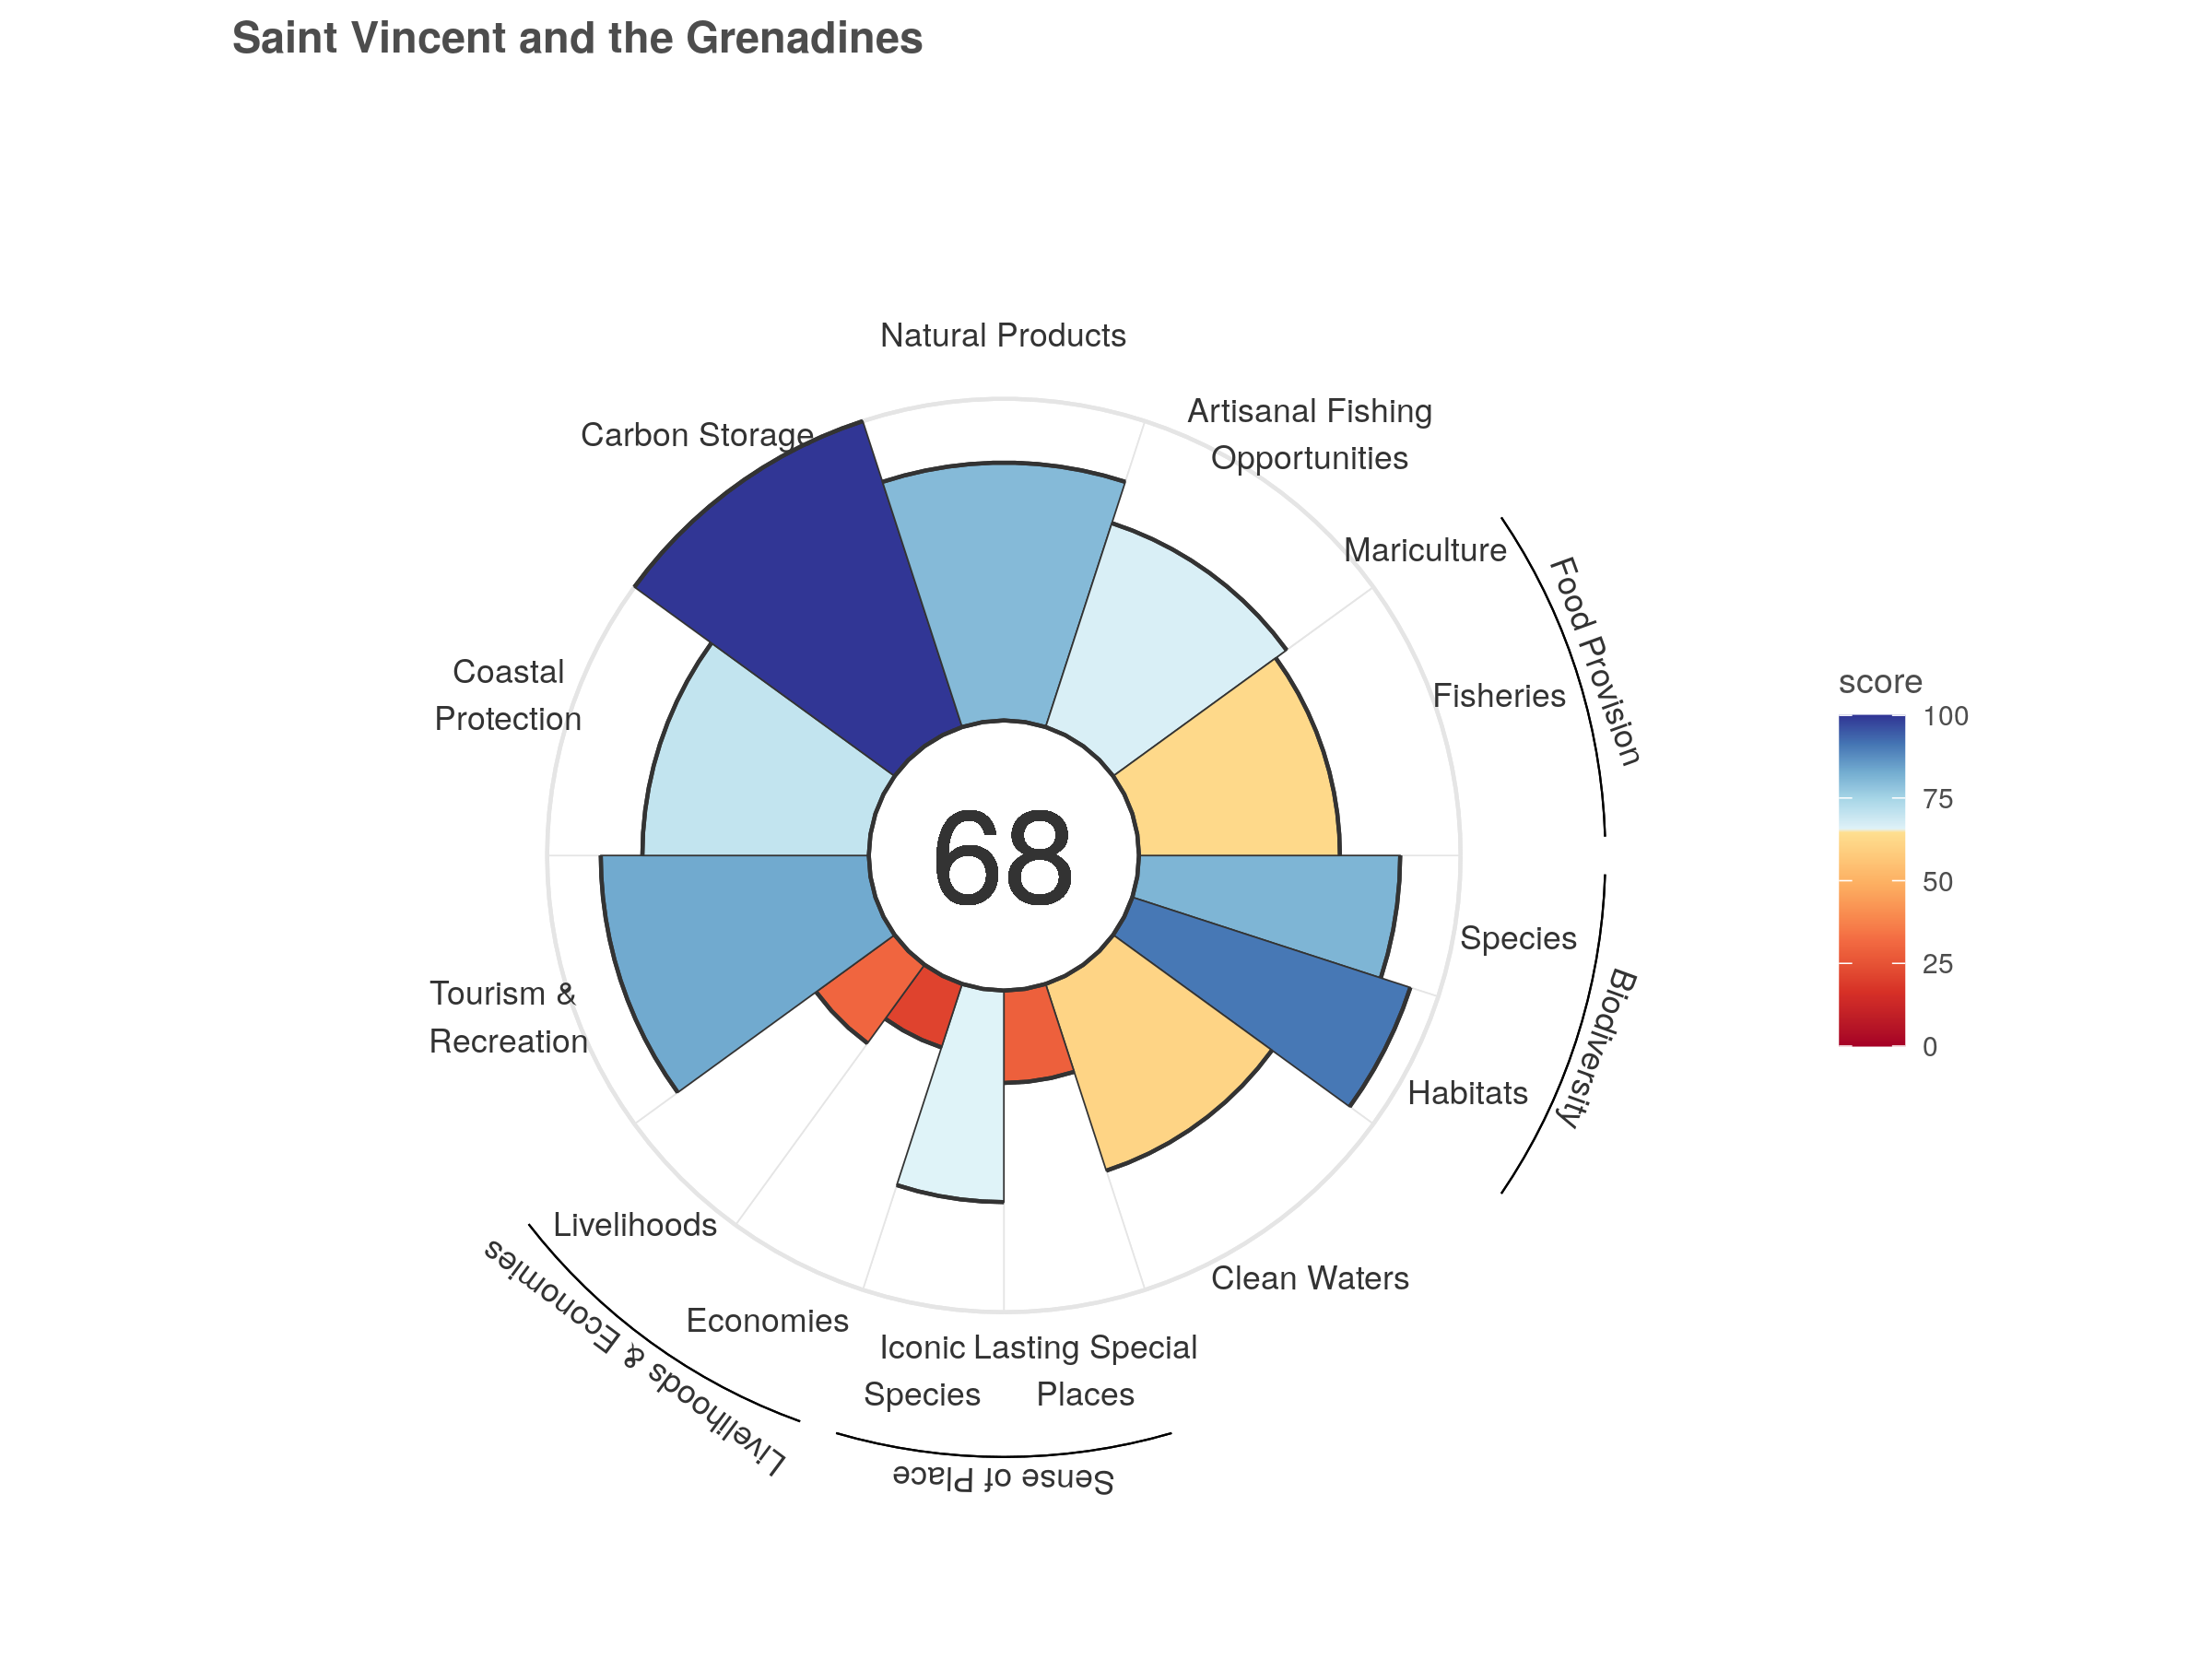 Saint Vincent and the Grenadines
Natural Products
Artisanal Fishing
Opportunities
Carbon Storage
Mariculture
Food Provision
Fisheries
Coastal
Protection
score
100
75
50
25
0
68
Species
Biodiversity
Habitats
Tourism &
Recreation
Livelihoods
Livelihoods & Economies
Clean Waters
Economies
Iconic
Species
Lasting Special
Places
Sense of Place